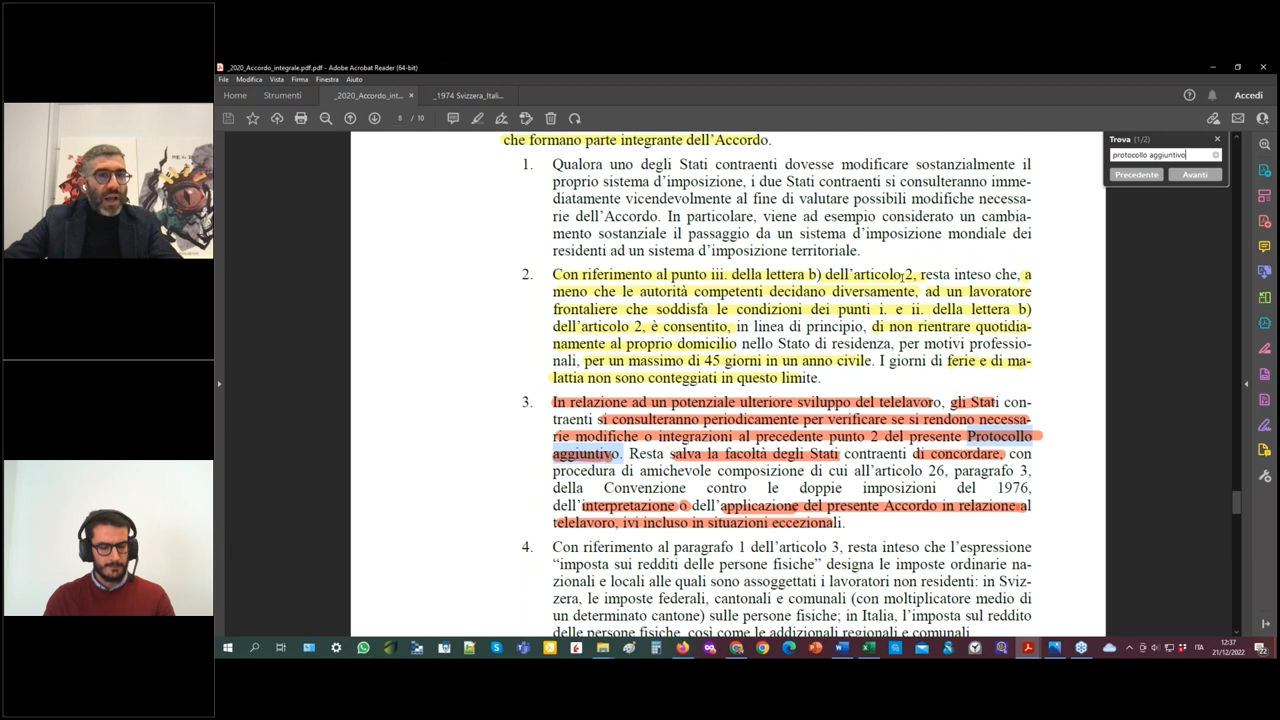 _2020_Accordo_integrale.pdf.pdf - Adobe Acrobat Reader (64-bit)
File Modifica Vista Firma Finestra Aiuto
Home Strumenti _2020_Accordo_int... × _1974 Svizzera_Itali... Accedi
8 / 10
Trova (1/2)
protocollo aggiuntivo
Precedente Avanti
che formano parte integrante dell’Accordo.
1. Qualora uno degli Stati contraenti dovesse modificare sostanzialmente il
proprio sistema d’imposizione, i due Stati contraenti si consulteranno imme-
diatamente vicendevolmente al fine di valutare possibili modifiche necessa-
rie dell’Accordo. In particolare, viene ad esempio considerato un cambia-
mento sostanziale il passaggio da un sistema d’imposizione mondiale dei
residenti ad un sistema d’imposizione territoriale.
2. Con riferimento al punto iii. della lettera b) dell’articolo 2, resta inteso che, a
meno che le autorità competenti decidano diversamente, ad un lavoratore
frontaliere che soddisfa le condizioni dei punti i. e ii. della lettera b)
dell’articolo 2, è consentito, in linea di principio, di non rientrare quotidia-
namente al proprio domicilio nello Stato di residenza, per motivi professio-
nali, per un massimo di 45 giorni in un anno civile. I giorni di ferie e di ma-
lattia non sono conteggiati in questo limite.
3. In relazione ad un potenziale ulteriore sviluppo del telelavoro, gli Stati con-
traenti si consulteranno periodicamente per verificare se si rendono necessa-
rie modifiche o integrazioni al precedente punto 2 del presente Protocollo
aggiuntivo. Resta salva la facoltà degli Stati contraenti di concordare, con
procedura di amichevole composizione di cui all’articolo 26, paragrafo 3,
della Convenzione contro le doppie imposizioni del 1976,
dell’interpretazione o dell’applicazione del presente Accordo in relazione al
telelavoro, ivi incluso in situazioni eccezionali.
4. Con riferimento al paragrafo 1 dell’articolo 3, resta inteso che l’espressione
“imposta sui redditi delle persone fisiche” designa le imposte ordinarie na-
zionali e locali alle quali sono assoggettati i lavoratori non residenti: in Sviz-
zera, le imposte federali, cantonali e comunali (con moltiplicatore medio di
un determinato cantone) sulle persone fisiche; in Italia, l’imposta sul reddito
delle persone fisiche, così come le addizionali regionali e comunali
ITA
12:37
21/12/2022